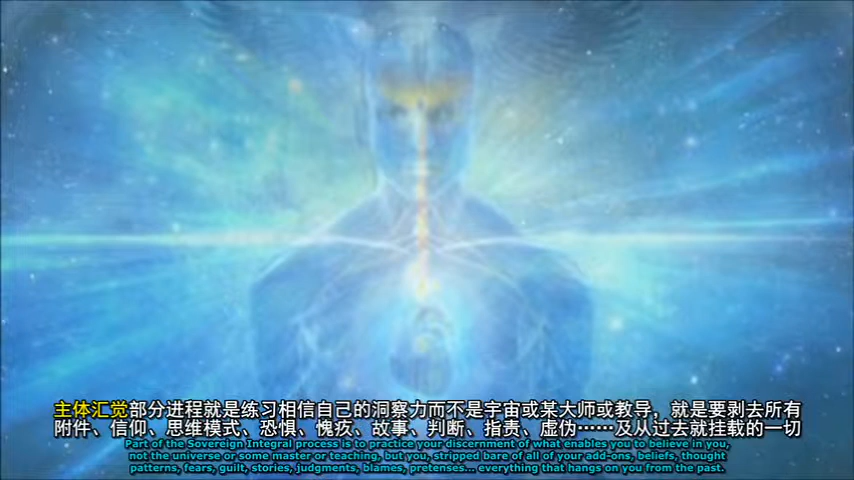 主体汇觉部分进程就是练习相信自己的洞察力而不是宇宙或某大师或教导，就是要剥去所有
附件、信仰、思维模式、恐惧、愧疚、故事、判断、指责、虚伪……及从过去就挂载的一切
Part of the Sovereign Integral process is to practice your discernment of what enables you to believe in you,
not the universe or some master or teaching, but you, stripped bare of all of your add-ons, beliefs, thought
patterns, fears, guilt, stories, judgments, blames, pretenses... everything that hangs on you from the past.